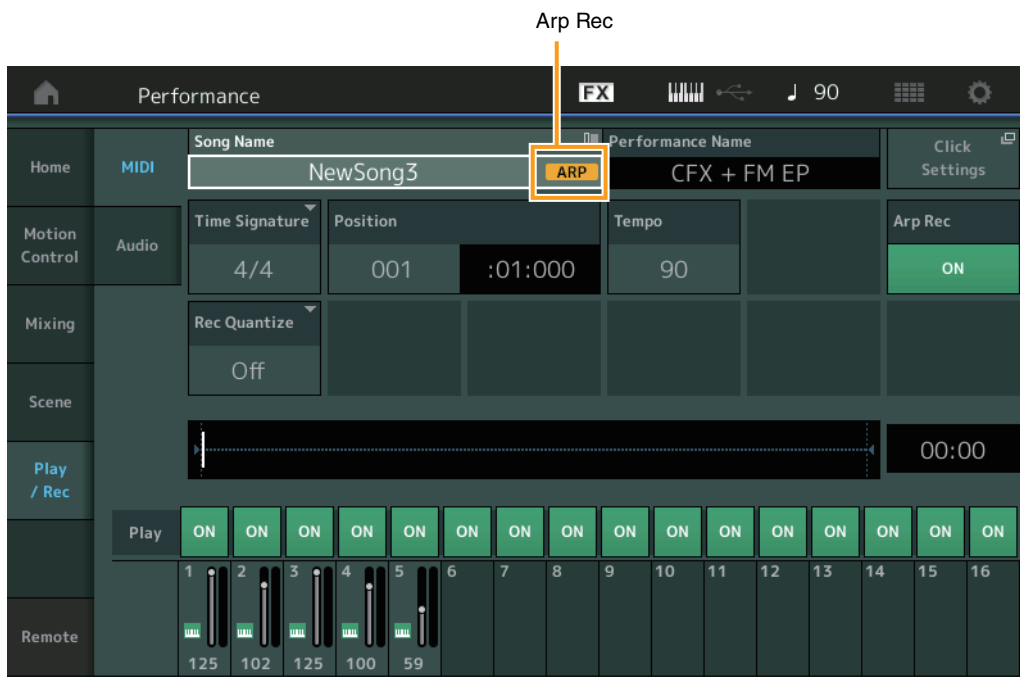 Arp Rec
Performance
FX
90
Song Name
NewSong3
ARP
Performance Name
CFX + FM EP
Click
Settings
Home
MIDI
Motion
Control
Audio
Time Signature
4/4
Position
001
:01:000
Tempo
90
Arp Rec
ON
Mixing
Rec Quantize
Off
Scene
Play
/ Rec
00:00
Play
ON ON ON ON ON ON ON ON ON ON ON ON ON ON ON ON
1 2 3 4 5 6 7 8 9 10 11 12 13 14 15 16
Remote
125 102 125 100 59